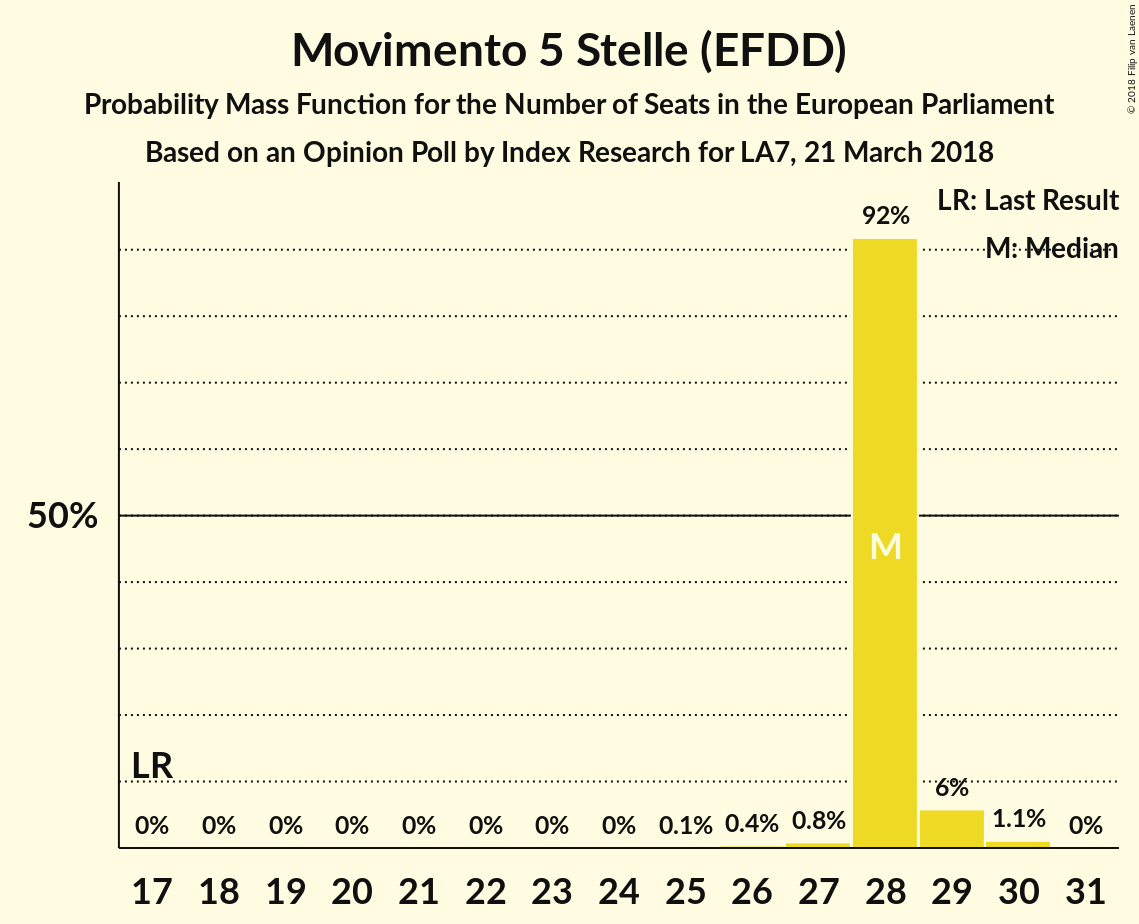 Movimento 5 Stelle (EFDD)
Probability Mass Function for the Number of Seats in the European Parliament
Based on an Opinion Poll by Index Research for LA7, 21 March 2018
© 2018 Filip van Laenen
LR: Last Result
M: Median
92%
50%
M
LR
0% 0% 0% 0% 0% 0% 0% 0% 0.1% 0.4% 0.8% 6% 1.1% 0%
17 18 19 20 21 22 23 24 25 26 27 28 29 30 31